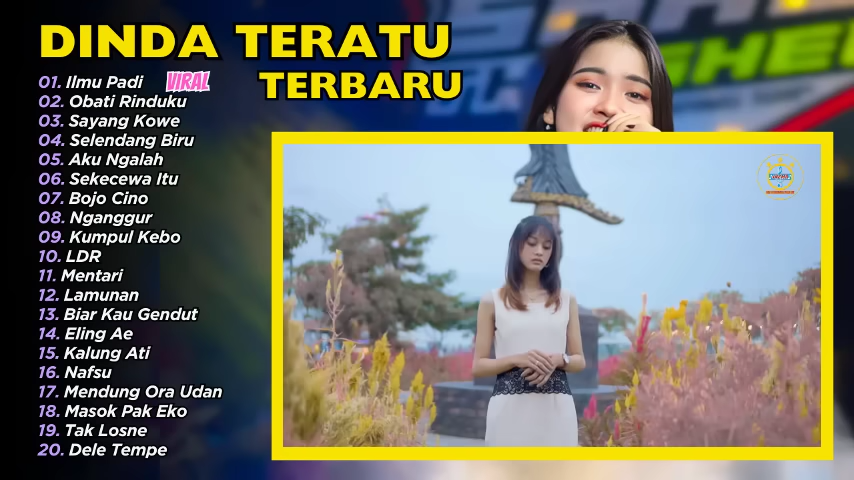 DINDA TERATU
TERBARU
01. Ilmu Padi VIRAL
02. Obati Rinduku
03. Sayang Kowe
04. Selendang Biru
05. Aku Ngalah
06. Sekecewa Itu
07. Bojo Cino
08. Nganggur
09. Kumpul Kebo
10. LDR
11. Mentari
12. Lamunan
13. Biar Kau Gendut
14. Eling Ae
15. Kalung Ati
16. Nafsu
17. Mendung Ora Udan
18. Masok Pak Eko
19. Tak Losne
20. Dele Tempe